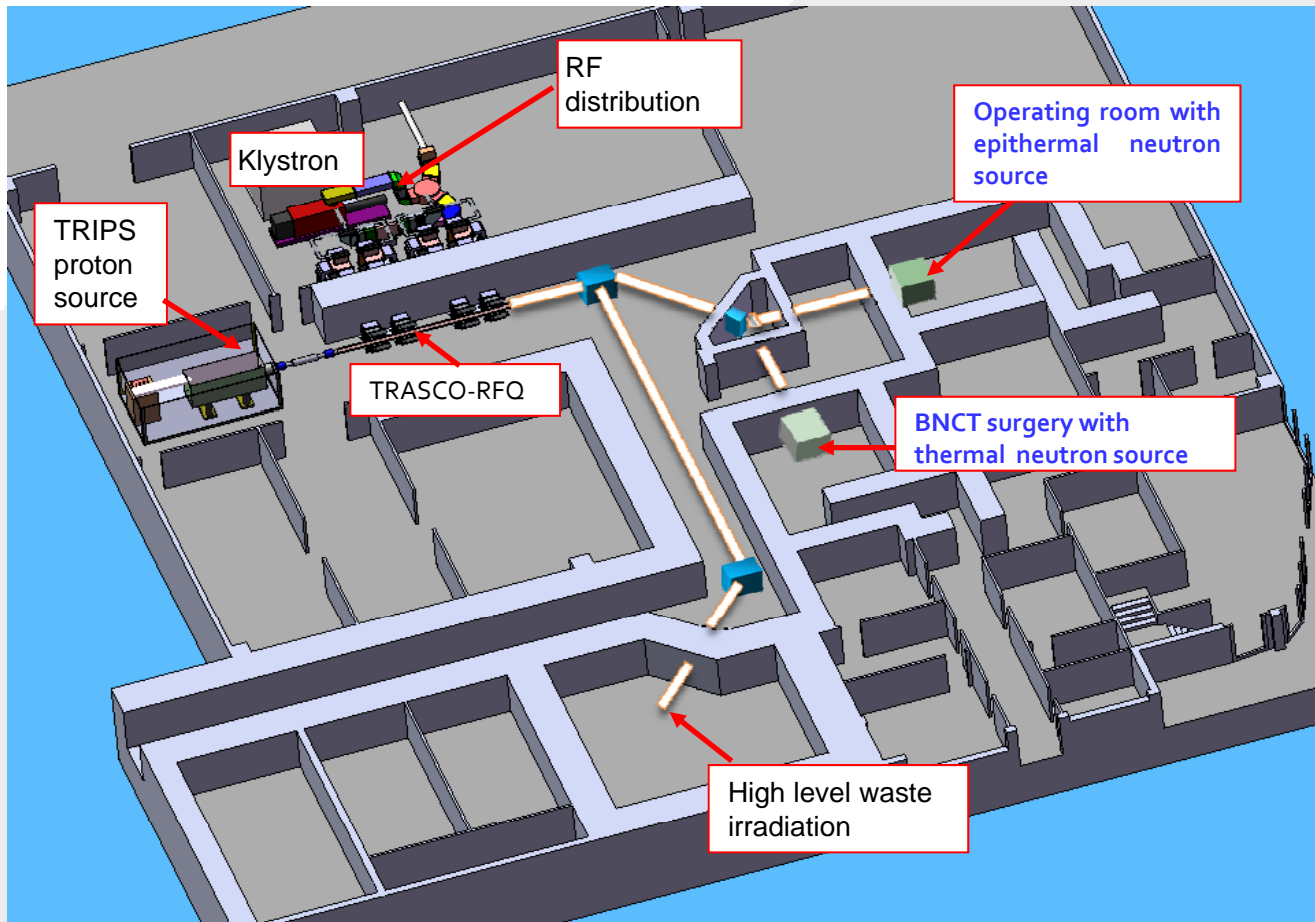 RF
distribution
Operating room with
epithermal neutron
source
Klystron
TRIPS
proton
source
TRASCO-RFQ
BNCT surgery with
thermal neutron source
High level waste
irradiation